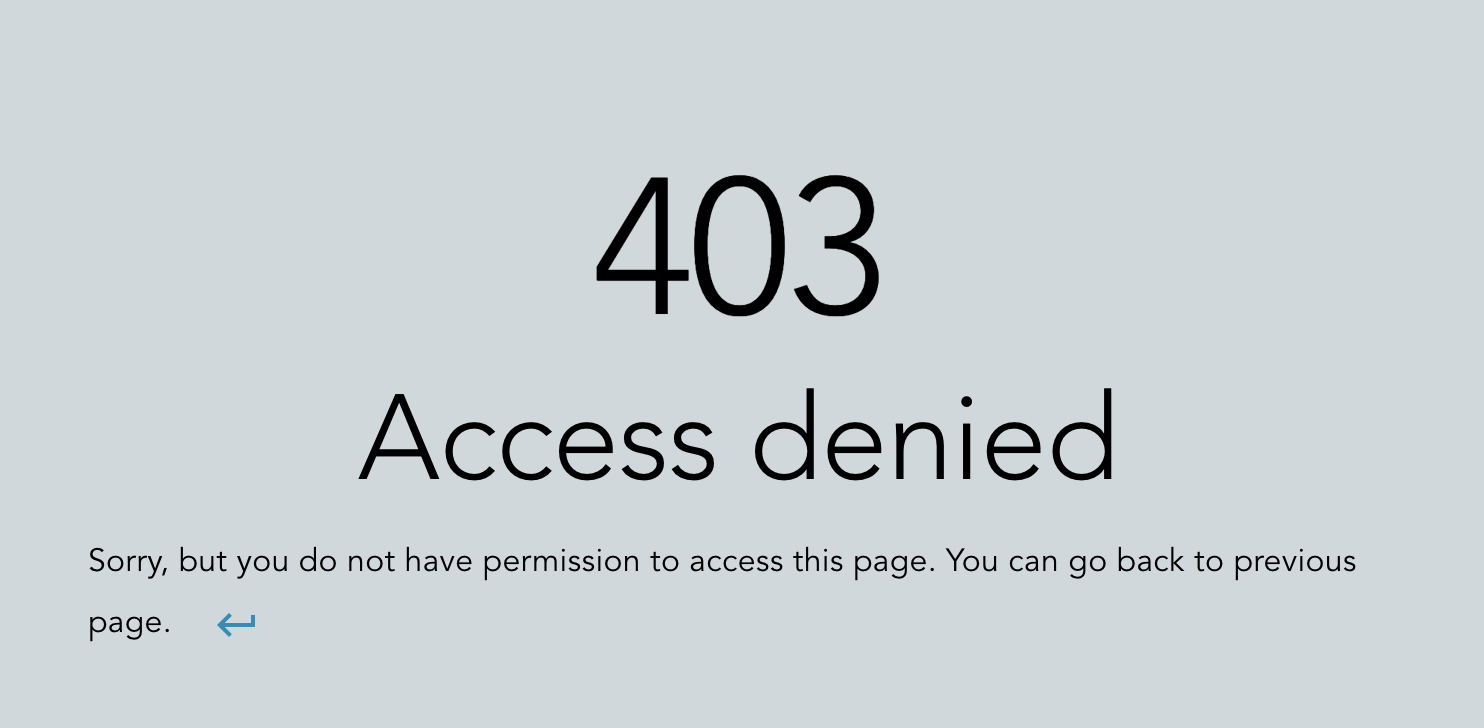 403
Access denied
Sorry, but you do not have permission to access this page. You can go back to previous
page.